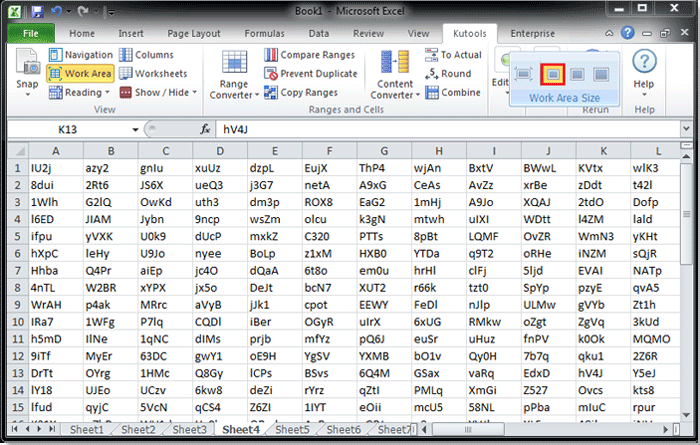 Book1 - Microsoft Excel
File Home Insert Page Layout Formulas Data Review View Kutools Enterprise
Snap Navigation Columns Range Converter Compare Ranges Content Converter To Actual Help
Work Area Worksheets Prevent Duplicate Round
Reading Show / Hide Copy Ranges Combine Work Area Size
View Ranges and Cells Rerun Help
K13 fx hV4J
A B C D E F G H I J K L
1 IU2j azy2 gnIu xuUz dzpL EujX ThP4 wjAn BxtV BWwL KVtx wlK3
2 8dui 2Rt6 JS6X ueQ3 j3G7 netA A9xG CeAs AvZz xrBe zDdt t42l
3 1Wlh G2lQ OwKd uth3 dm3p ROX8 EaG2 1mHj A9Jo XQAJ 2tdO Dofp
4 I6ED JIAM Jybn 9ncp wsZm olcu k3gN mtwh uIXI WDtt l4ZM lald
5 ifpu yVXK U0k9 dUcP mxkZ C320 PTTs 8pBt LQMF OvZR WmN3 yKHt
6 hXpC leHy U9Jo nyee BoLp z1xM HXB0 YTDa q9T2 oRHe iNZM sQjR
7 Hhba Q4Pr aiEp jc4O dQaA 6t8o em0u hrHl clFj 5ljd EVAI NATp
8 4nTL W2BR xYPX jx5o DeJt bcN7 XUT2 r66k tzt0 SpYp pzyE qvA5
9 WrAH p4ak MRrc aVyB jJk1 cpot EEWY FeDl nJlp ULMw gVYb Zt1h
10 IRa7 1WFg P7lq CQDl iBer OGyR uIrX 6xUG RMkw oZgt ZgVq 3kUd
11 h5mD IlNe 1qNC dIMs prjb mfYz pQ6J euSr uHuz fnPV k0Ok MQMO
12 9iTf MyEr 63DC gwY1 oE9H YgSV YXMB bO1v Qy0H 7b7q qku1 2Z6R
13 DrTt OYrg 1HMc Q8Gy lCPs BSvs 6Q4M GSax vaRq EdxD hV4J Y5eJ
14 lY18 UJEo UCzv 6kw8 deZi rYrz qZtI PMLq XmGi Z527 Ovcs kts8
15 lfud qyjC 5VcN qCS4 Z6ZI 1IYT eOii mcU5 58NL pPba mIuC rpur
Sheet1 Sheet2 Sheet3 Sheet4 Sheet5 Sheet6 Sheet7